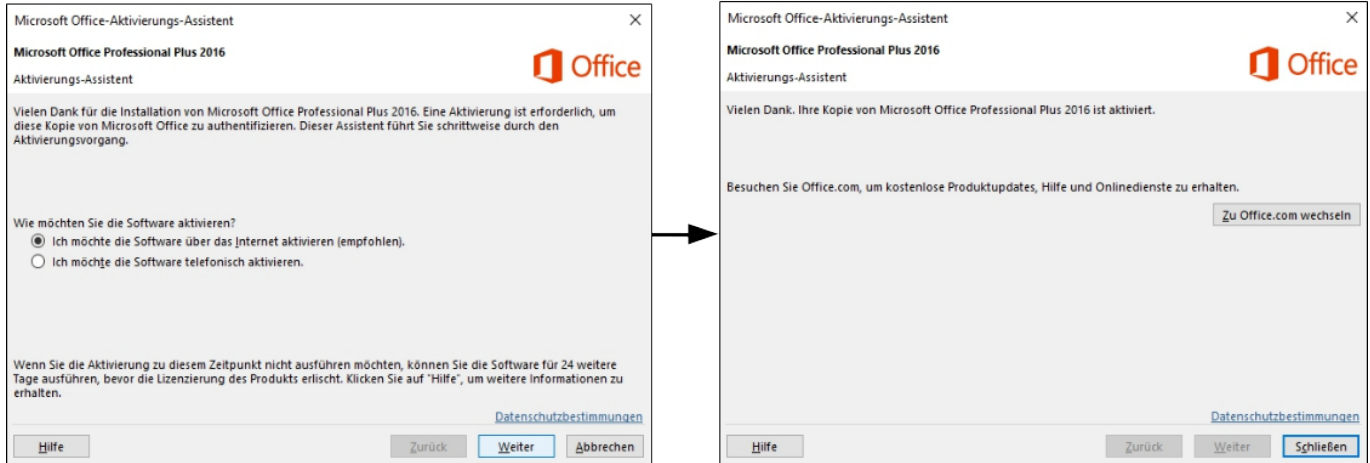 Microsoft Office-Aktivierungs-Assistent
Microsoft Office Professional Plus 2016
Office
Aktivierungs-Assistent
Vielen Dank für die Installation von Microsoft Office Professional Plus 2016. Eine Aktivierung ist erforderlich, um
diese Kopie von Microsoft Office zu authentifizieren. Dieser Assistent führt Sie schrittweise durch den
Aktivierungsvorgang.
Wie möchten Sie die Software aktivieren?
Ich möchte die Software über das Internet aktivieren (empfohlen).
Ich möchte die Software telefonisch aktivieren.
Wenn Sie die Aktivierung zu diesem Zeitpunkt nicht ausführen möchten, können Sie die Software für 24 weitere
Tage ausführen, bevor die Lizenzierung des Produkts erlischt. Klicken Sie auf "Hilfe", um weitere Informationen zu
erhalten.
Datenschutzbestimmungen
Hilfe Zurück Weiter Abbrechen
Microsoft Office-Aktivierungs-Assistent
Microsoft Office Professional Plus 2016
Office
Aktivierungs-Assistent
Vielen Dank. Ihre Kopie von Microsoft Office Professional Plus 2016 ist aktiviert.
Besuchen Sie Office.com, um kostenlose Produktupdates, Hilfe und Onlinedienste zu erhalten.
Zu Office.com wechseln
Datenschutzbestimmungen
Hilfe Zurück Weiter Schließen